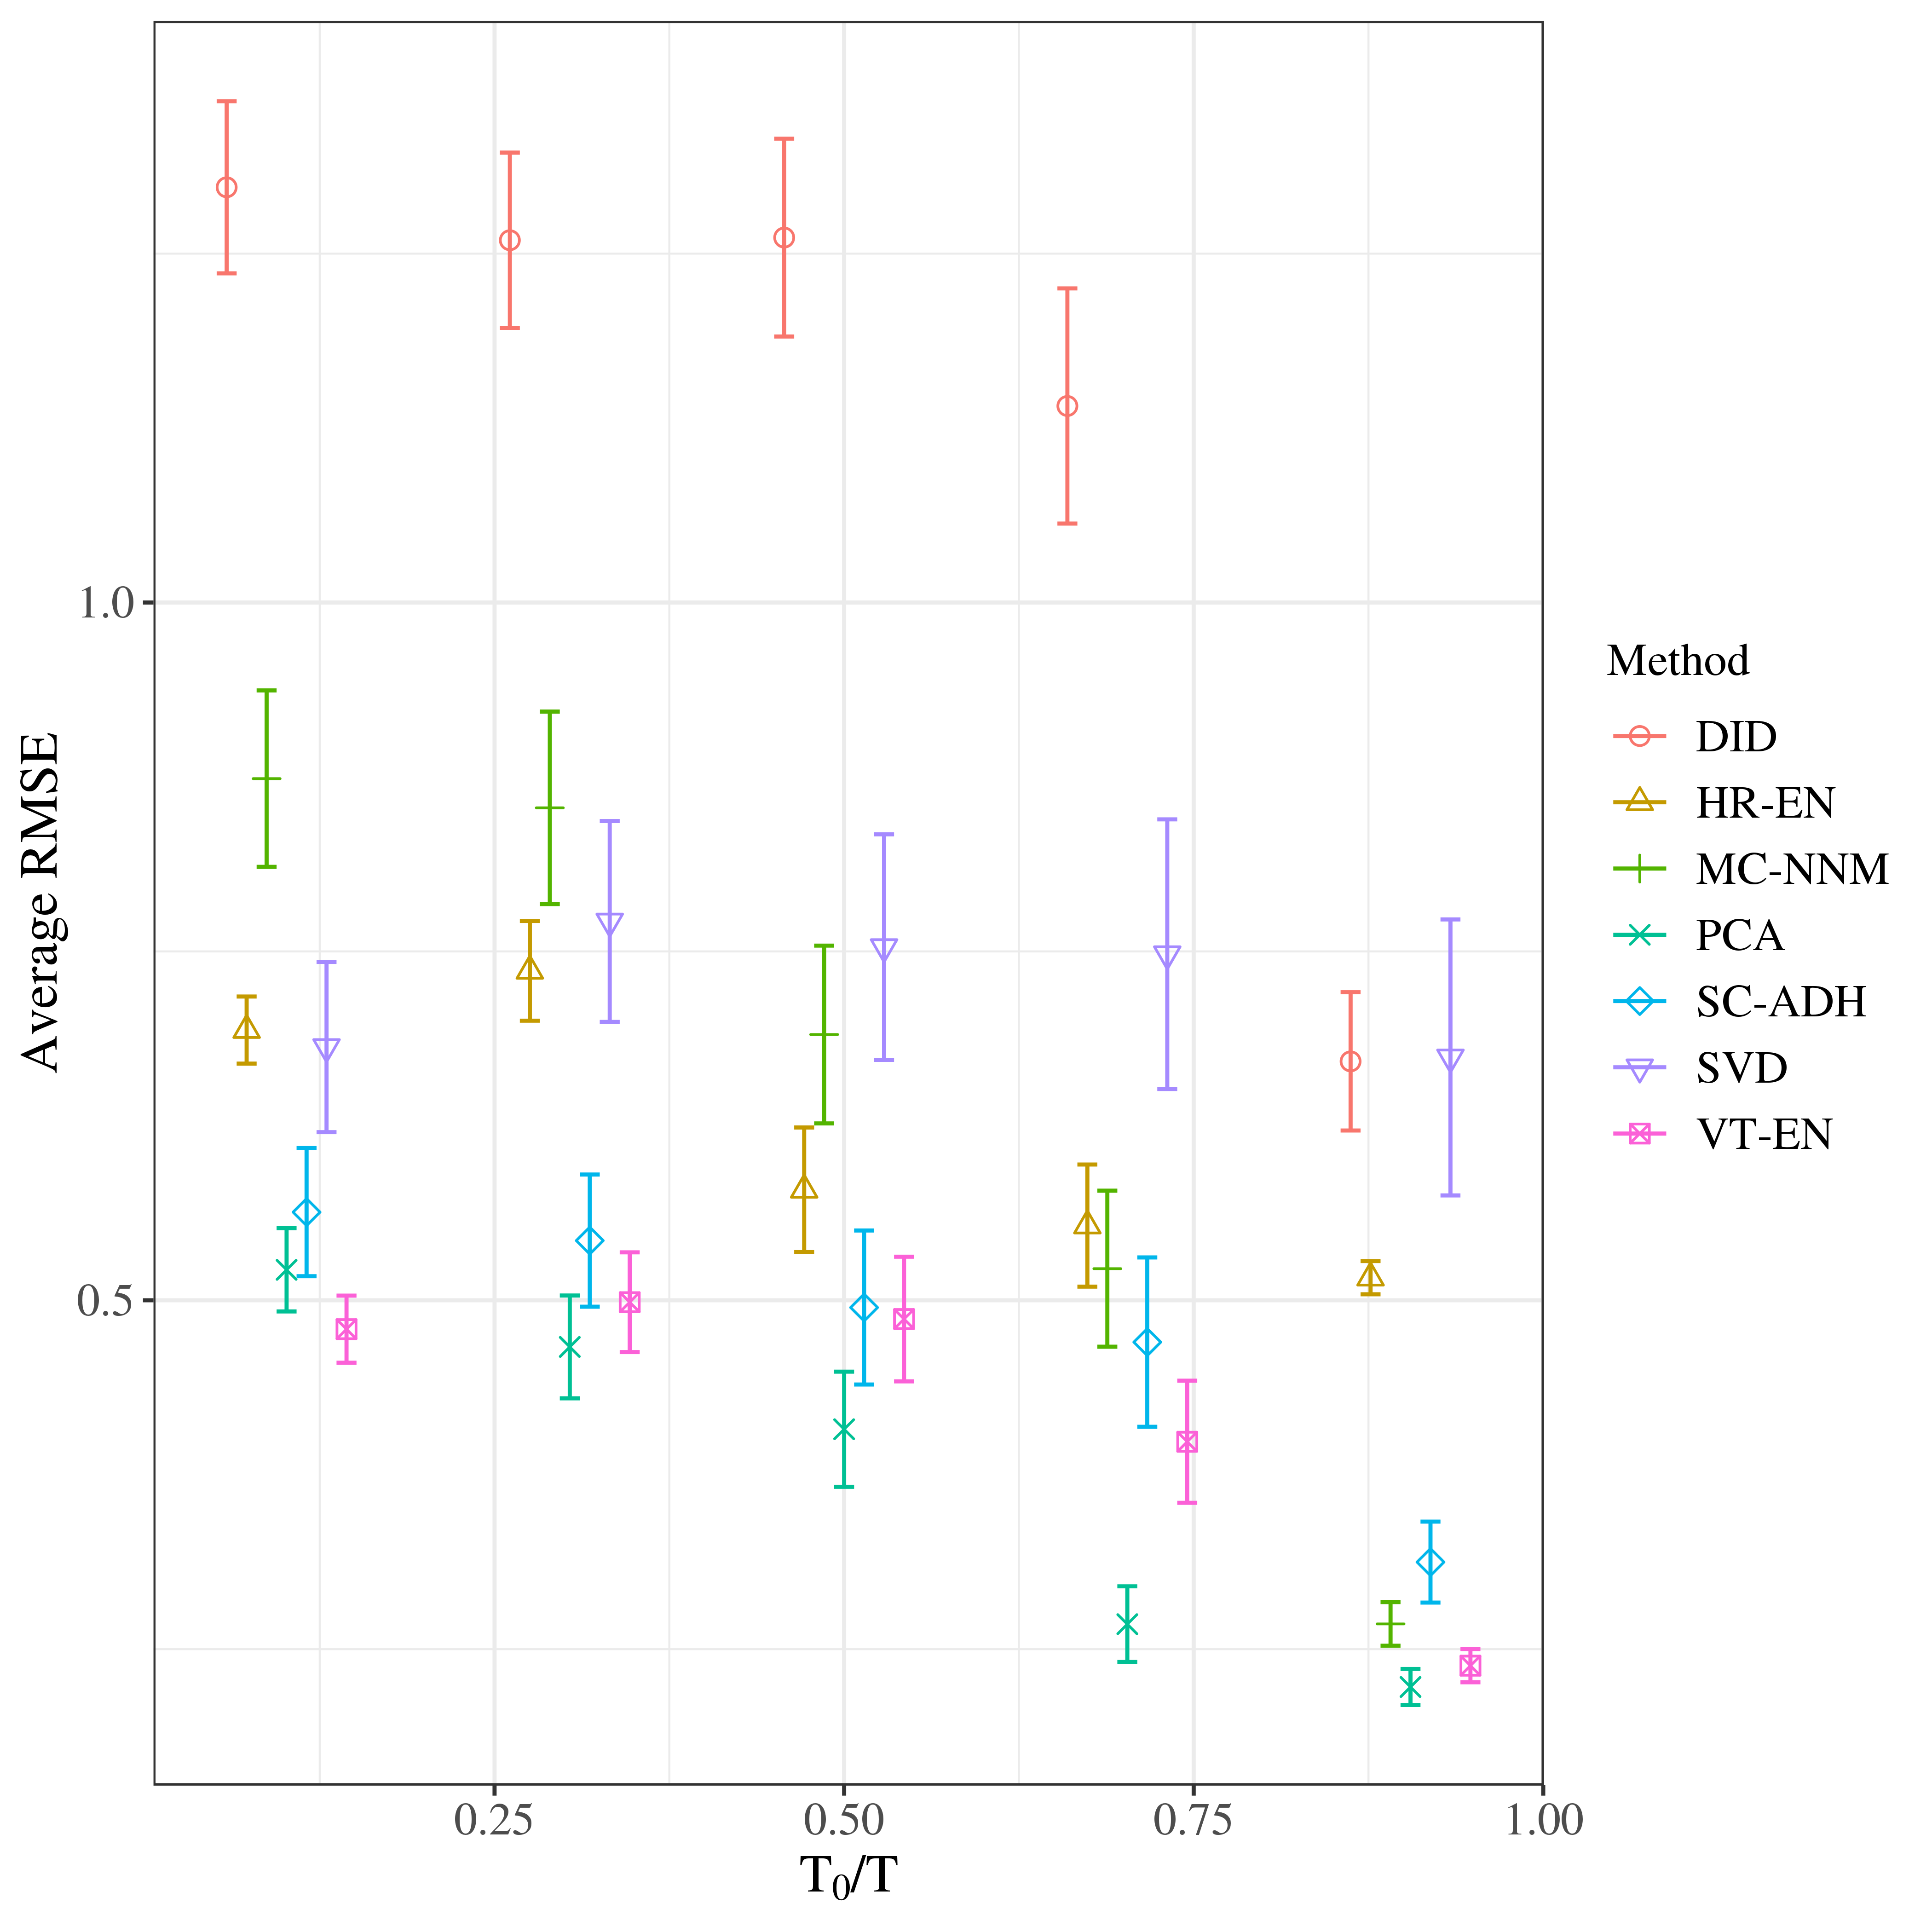 Average RMSE
1.0
0.5
0.25
0.50
0.75
1.00
T₀/T
Method
DID
HR-EN
MC-NNM
PCA
SC-ADH
SVD
VT-EN